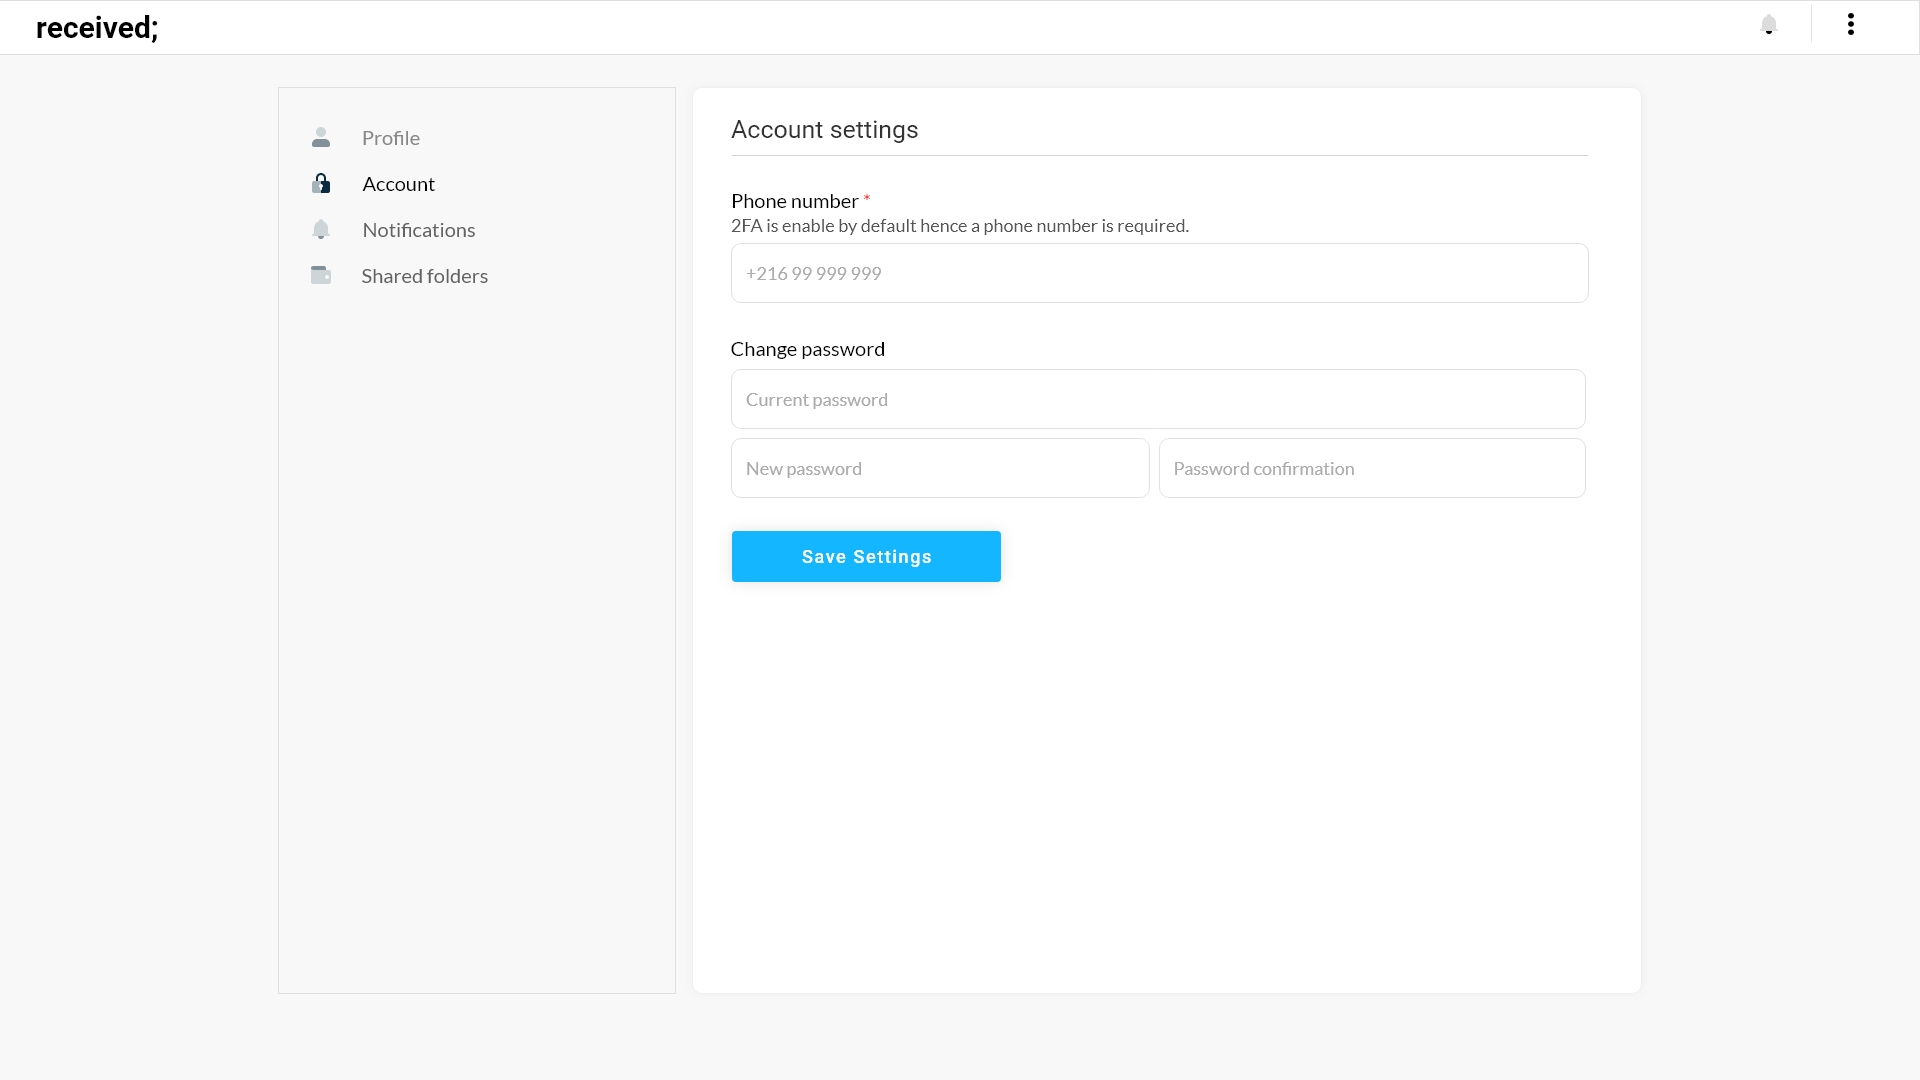 received;
Profile
Account
Notifications
Shared folders
Account settings
Phone number *
2FA is enable by default hence a phone number is required.
+216 99 999 999
Change password
Current password
New password
Password confirmation
Save Settings